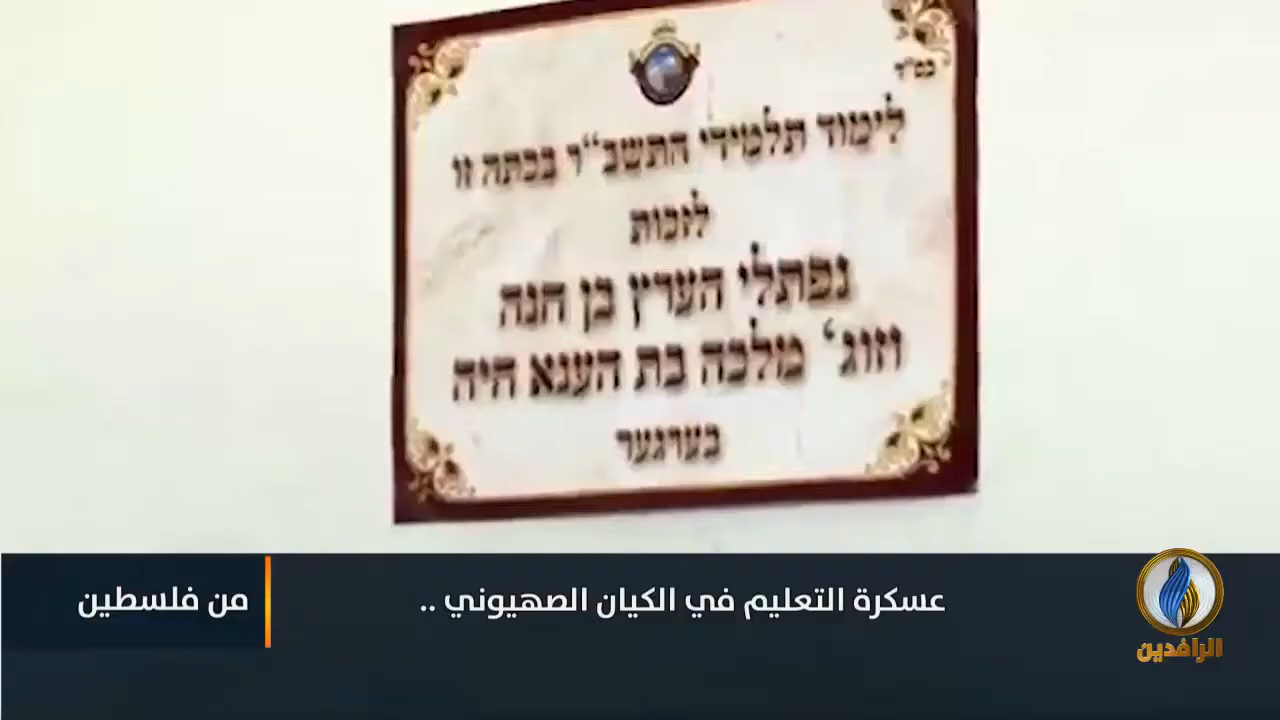 בס"ד
לימוד תלמידי התשב"ר בכתה זו
לזכות
נפתלי הערץ בן חנה
וזוג' מלכה בת הענא חיה
בערגער
عسكرة التعليم في الكيان الصهيوني ..
من فلسطين
الرافدين